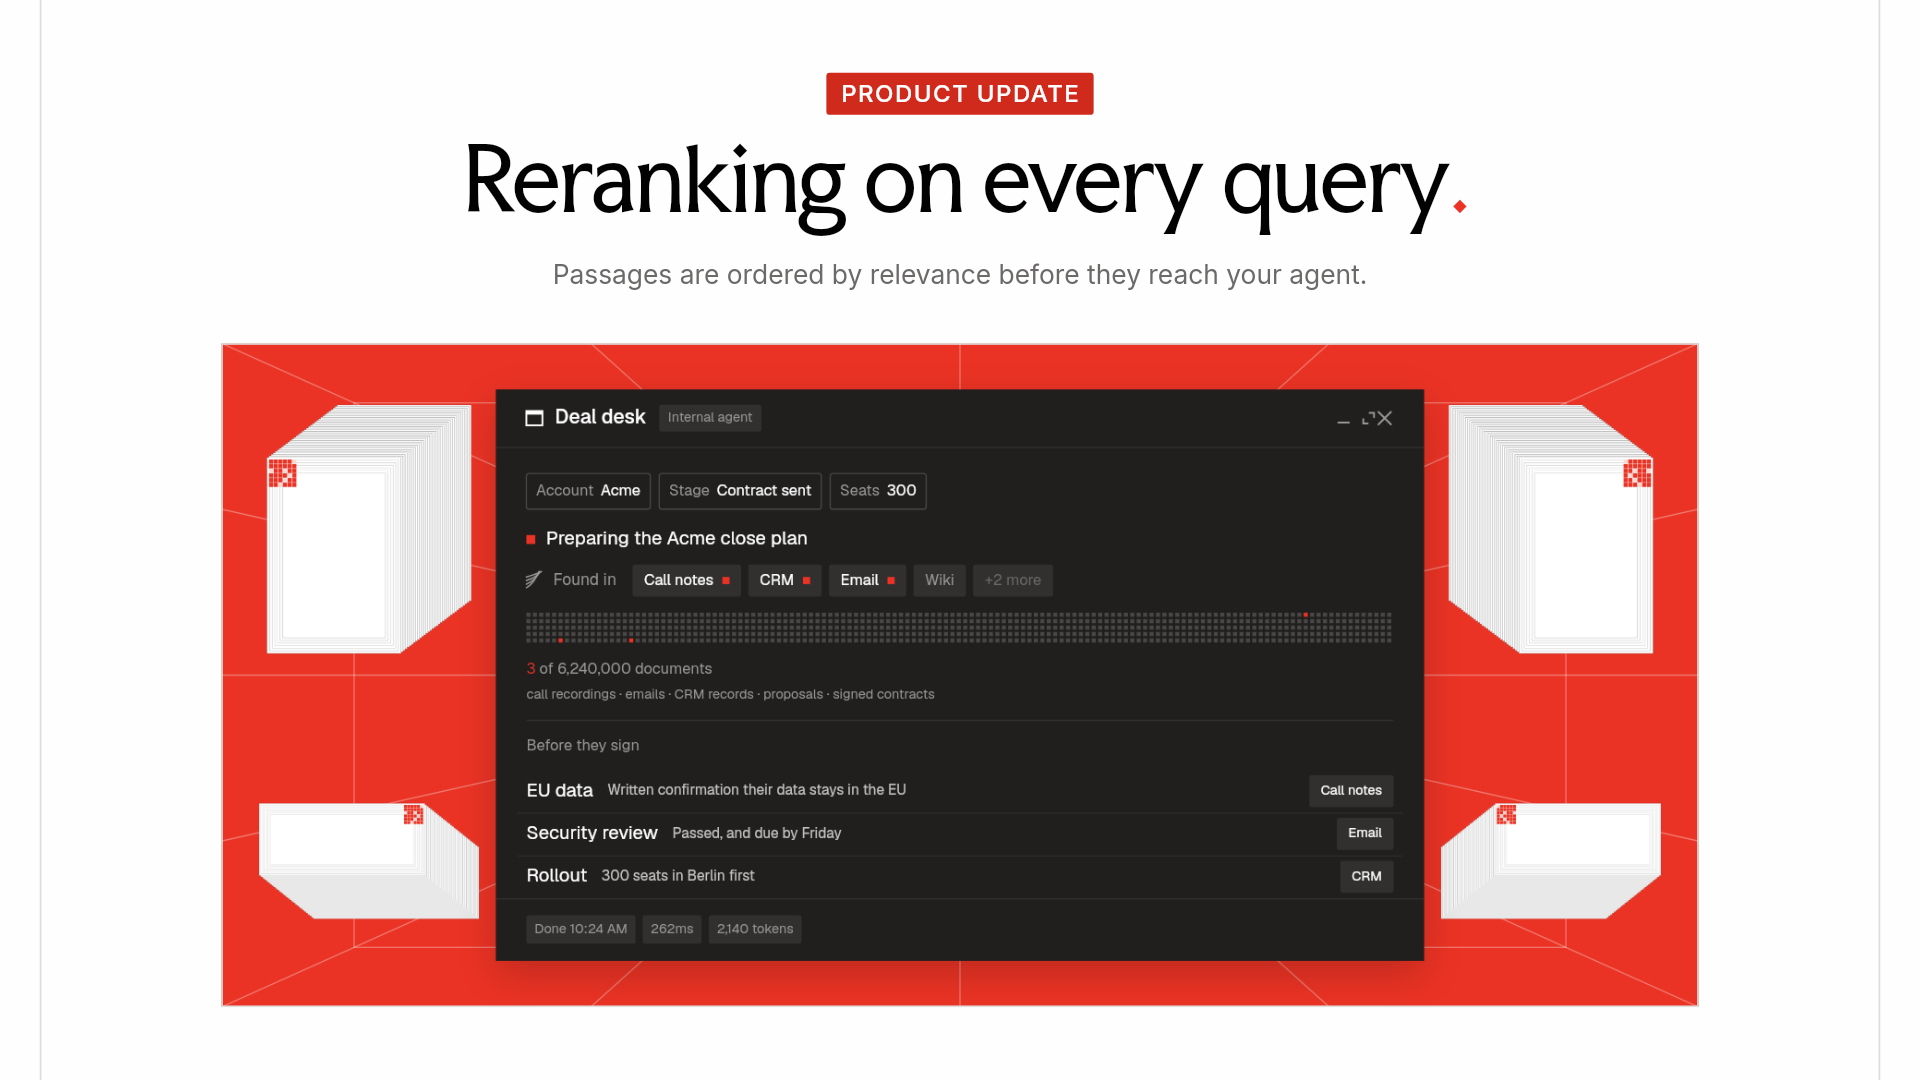 PRODUCT UPDATE
Reranking on every query.
Passages are ordered by relevance before they reach your agent.
Deal desk Internal agent
Account Acme Stage Contract sent Seats 300
Preparing the Acme close plan
Found in Call notes CRM Email Wiki +2 more
3 of 6,240,000 documents
call recordings · emails · CRM records · proposals · signed contracts
Before they sign
EU data Written confirmation their data stays in the EU Call notes
Security review Passed, and due by Friday Email
Rollout 300 seats in Berlin first CRM
Done 10:24 AM 262ms 2,140 tokens